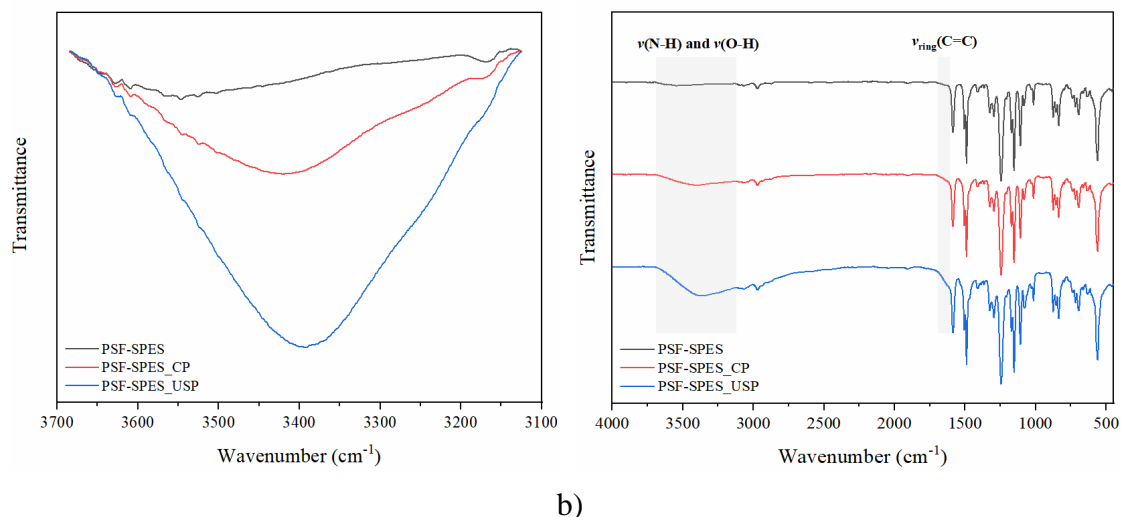 Transmittance
PSF-SPES
PSF-SPES_CP
PSF-SPES_USP
3700 3600 3500 3400 3300 3200 3100
Wavenumber (cm⁻¹)
Transmittance
ν(N-H) and ν(O-H)
νring(C=C)
PSF-SPES
PSF-SPES_CP
PSF-SPES_USP
4000 3500 3000 2500 2000 1500 1000 500
Wavenumber (cm⁻¹)
b)